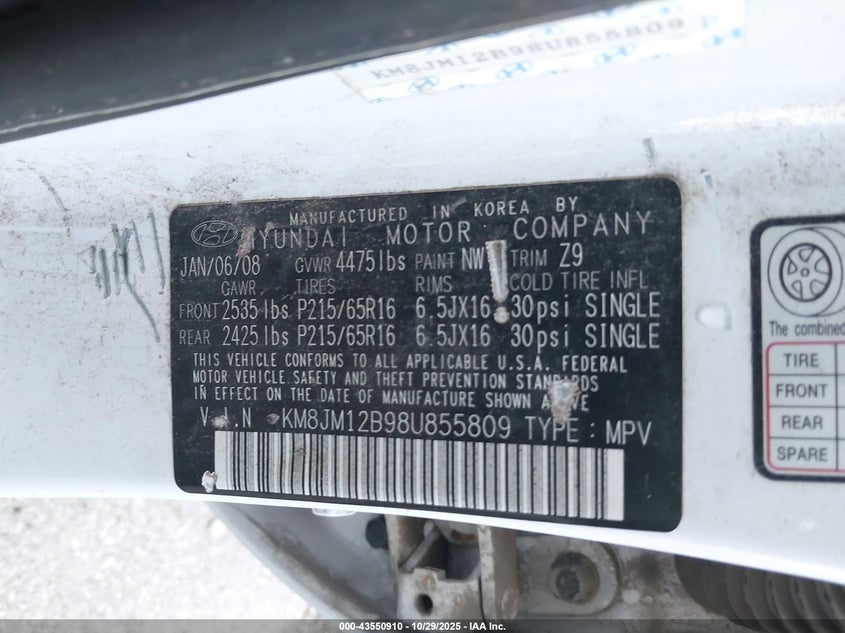 KM8JM12B98U855809
MANUFACTURED IN KOREA BY
HYUNDAI MOTOR COMPANY
JAN/06/08 GVWR 4475lbs PAINT NW TRIM Z9
GAWR TIRES RIMS COLD TIRE INFL
FRONT 2535lbs P215/65R16 6.5JX16 30psi SINGLE
REAR 2425lbs P215/65R16 6.5JX16 30psi SINGLE
THIS VEHICLE CONFORMS TO ALL APPLICABLE U.S.A. FEDERAL
MOTOR VEHICLE SAFETY AND THEFT PREVENTION STANDARDS
IN EFFECT ON THE DATE OF MANUFACTURE SHOWN ABOVE
V.I.N KM8JM12B98U855809 TYPE : MPV
The combined
TIRE
FRONT
REAR
SPARE
000-43550910 - 10/29/2025 - IAA Inc.